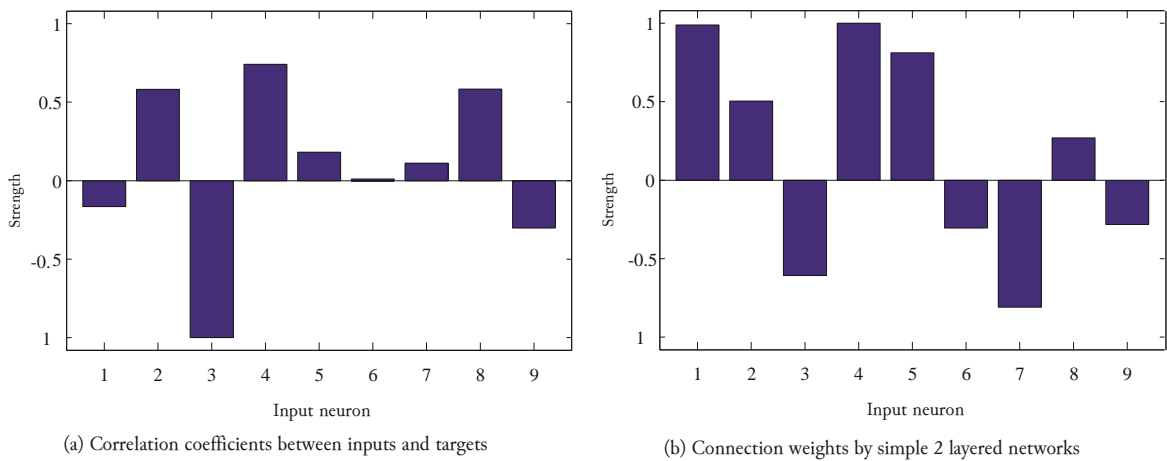 1
0.5
0
-0.5
1
Strength
1 2 3 4 5 6 7 8 9
Input neuron
(a) Correlation coefficients between inputs and targets
1
0.5
0
-0.5
1
Strength
1 2 3 4 5 6 7 8 9
Input neuron
(b) Connection weights by simple 2 layered networks